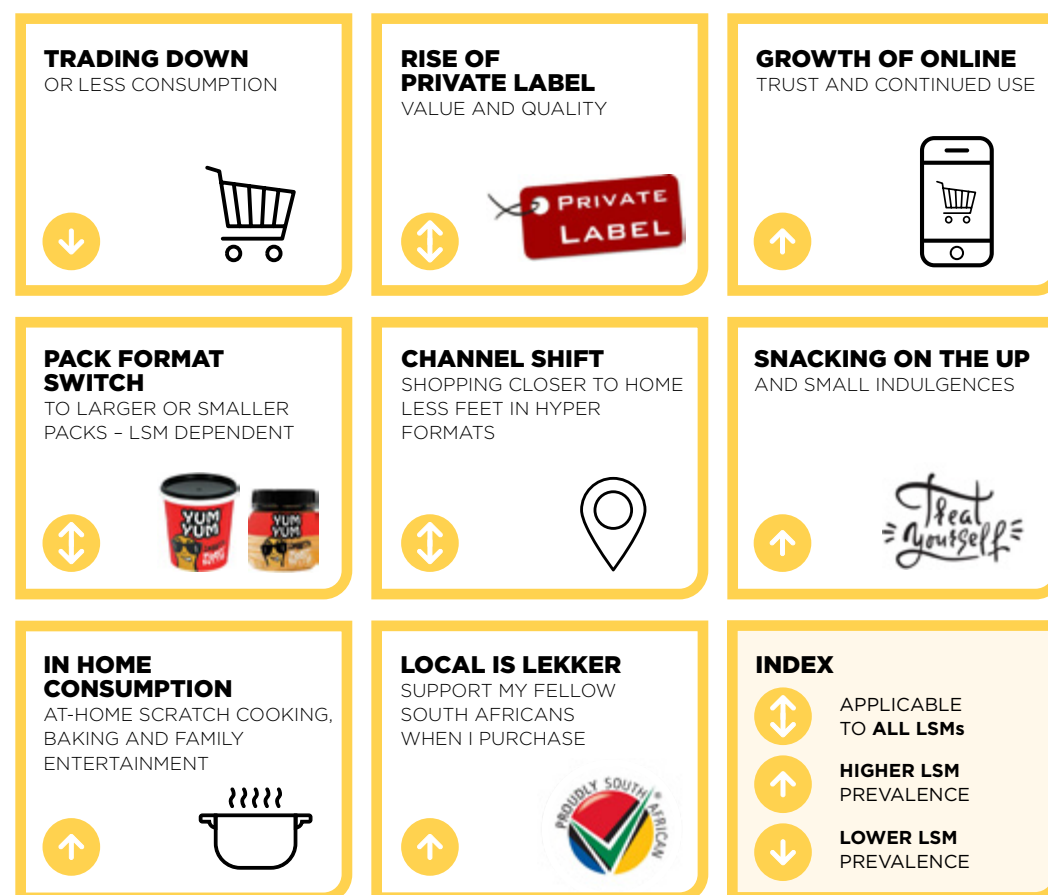 TRADING DOWN
OR LESS CONSUMPTION
RISE OF
PRIVATE LABEL
VALUE AND QUALITY
PRIVATE
LABEL
GROWTH OF ONLINE
TRUST AND CONTINUED USE
PACK FORMAT
SWITCH
TO LARGER OR SMALLER
PACKS – LSM DEPENDENT
YUM
YUM
YUM
YUM
CHANNEL SHIFT
SHOPPING CLOSER TO HOME
LESS FEET IN HYPER
FORMATS
SNACKING ON THE UP
AND SMALL INDULGENCES
Treat
Yourself
IN HOME
CONSUMPTION
AT-HOME SCRATCH COOKING,
BAKING AND FAMILY
ENTERTAINMENT
LOCAL IS LEKKER
SUPPORT MY FELLOW
SOUTH AFRICANS
WHEN I PURCHASE
PROUDLY SOUTH AFRICAN
INDEX
APPLICABLE
TO ALL LSMs
HIGHER LSM
PREVALENCE
LOWER LSM
PREVALENCE